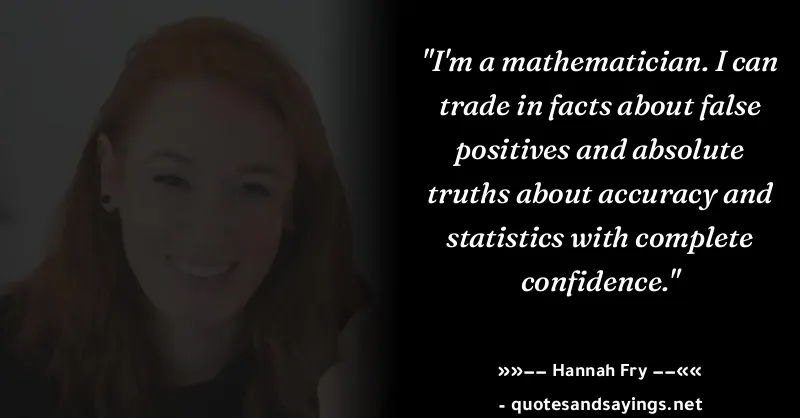 "I'm a mathematician. I can
trade in facts about false
positives and absolute
truths about accuracy and
statistics with complete
confidence."
»»−− Hannah Fry −−««
- quotesandsayings.net